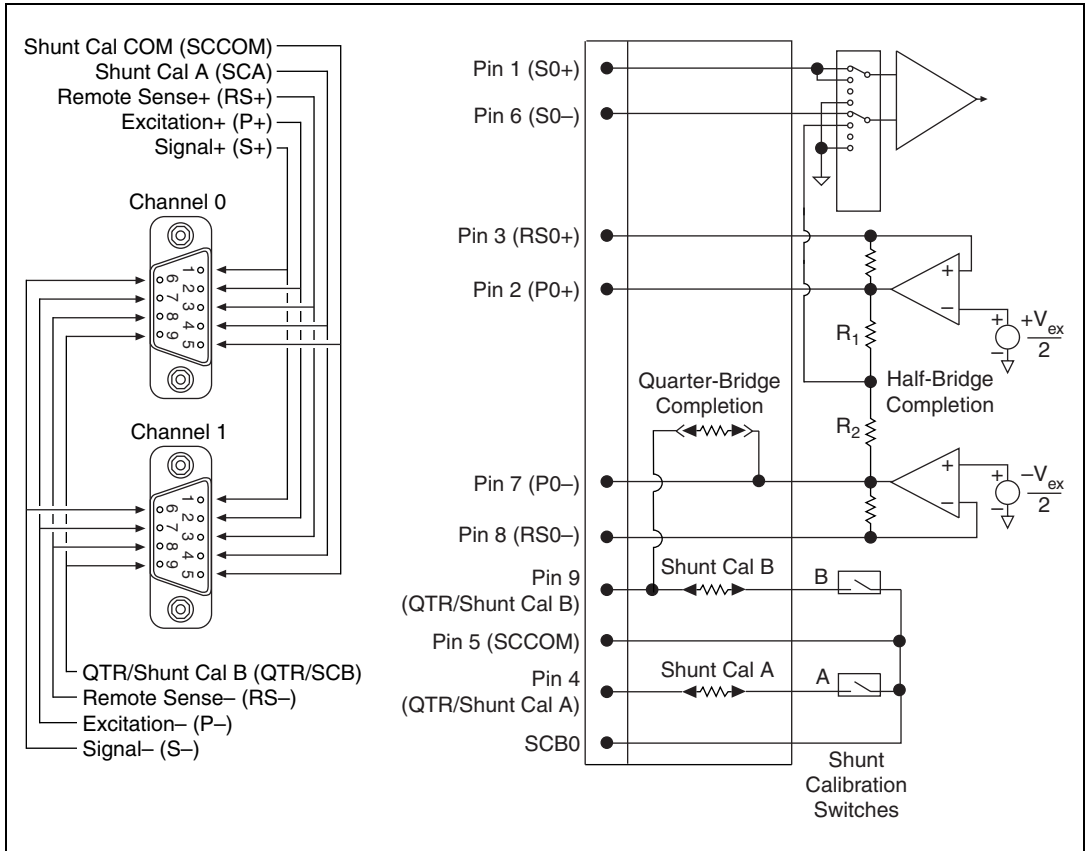 Shunt Cal COM (SCCOM)
Shunt Cal A (SCA)
Remote Sense+ (RS+)
Excitation+ (P+)
Signal+ (S+)
Channel 0
1
2
3
4
5
6
7
8
9
Channel 1
1
2
3
4
5
6
7
8
9
QTR/Shunt Cal B (QTR/SCB)
Remote Sense– (RS–)
Excitation– (P–)
Signal– (S–)
Pin 1 (S0+)
Pin 6 (S0–)
Pin 3 (RS0+)
Pin 2 (P0+)
+
–
+
–
+Vex
2
R1
Quarter-Bridge
Completion
Half-Bridge
Completion
R2
Pin 7 (P0–)
+
–
+
–
–Vex
2
Pin 8 (RS0–)
Pin 9
(QTR/Shunt Cal B)
Shunt Cal B
B
Pin 5 (SCCOM)
Pin 4
(QTR/Shunt Cal A)
Shunt Cal A
A
SCB0
Shunt
Calibration
Switches